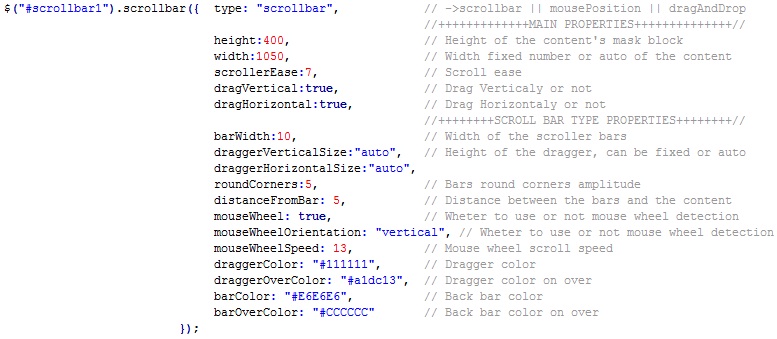 $("#scrollbar1").scrollbar({ type: "scrollbar", // ->scrollbar || mousePosition || dragAndDrop
//+++++++++++++MAIN PROPERTIES++++++++++++++//
height:400, // Height of the content's mask block
width:1050, // Width fixed number or auto of the content
scrollerEase:7, // Scroll ease
dragVertical:true, // Drag Verticaly or not
dragHorizontal:true, // Drag Horizontaly or not
//++++++++SCROLL BAR TYPE PROPERTIES++++++++//
barWidth:10, // Width of the scroller bars
draggerVerticalSize:"auto", // Height of the dragger, can be fixed or auto
draggerHorizontalSize:"auto",
roundCorners:5, // Bars round corners amplitude
distanceFromBar: 5, // Distance between the bars and the content
mouseWheel: true, // Wheter to use or not mouse wheel detection
mouseWheelOrientation: "vertical", // Wheter to use or not mouse wheel detection
mouseWheelSpeed: 13, // Mouse wheel scroll speed
draggerColor: "#111111", // Dragger color
draggerOverColor: "#a1dc13", // Dragger color on over
barColor: "#E6E6E6", // Back bar color
barOverColor: "#CCCCCC" // Back bar color on over
});